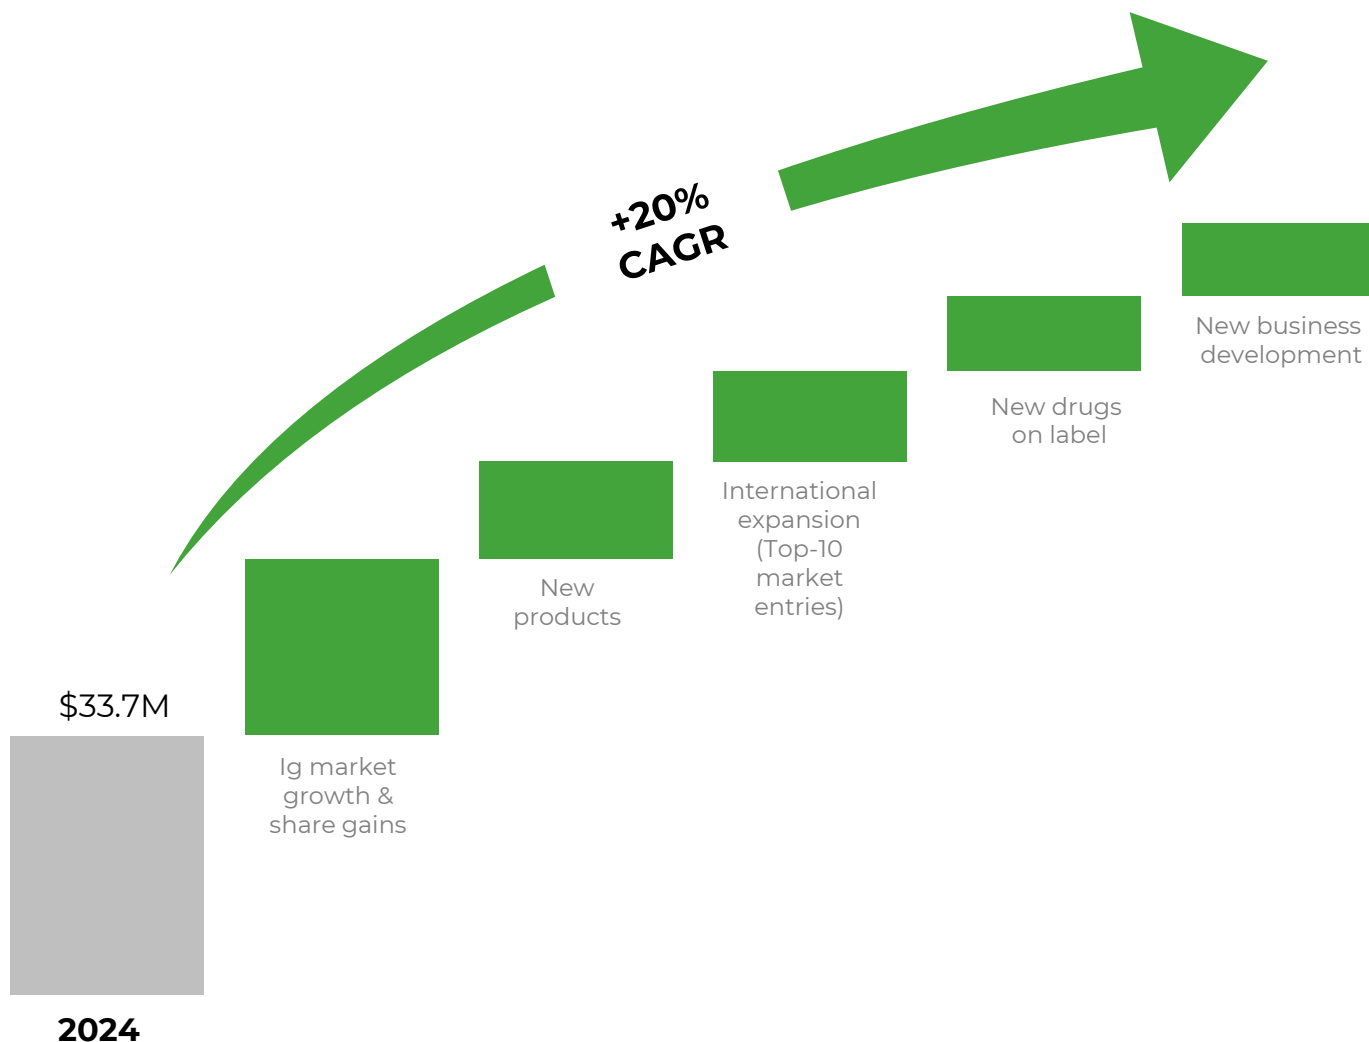 +20%
CAGR
$33.7M
2024
Ig market
growth &
share gains
New
products
International
expansion
(Top-10
market
entries)
New drugs
on label
New business
development